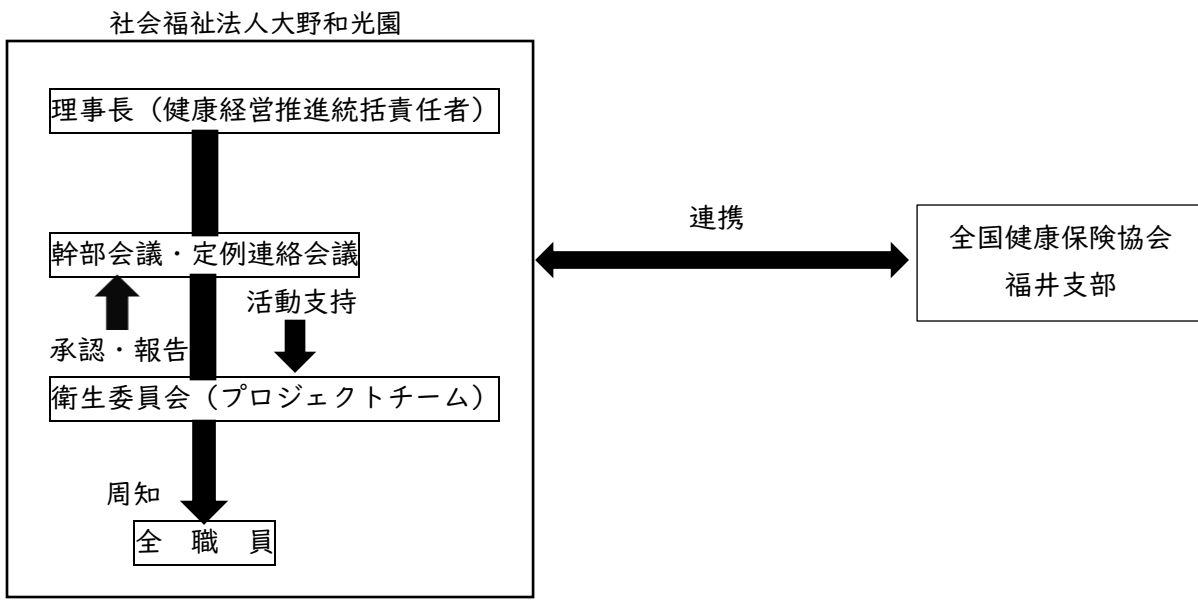 社会福祉法人大野和光園
理事長（健康経営推進統括責任者）
連携
全国健康保険協会
福井支部
幹部会議・定例連絡会議
活動支持
承認・報告
衛生委員会（プロジェクトチーム）
周知
全　職　員